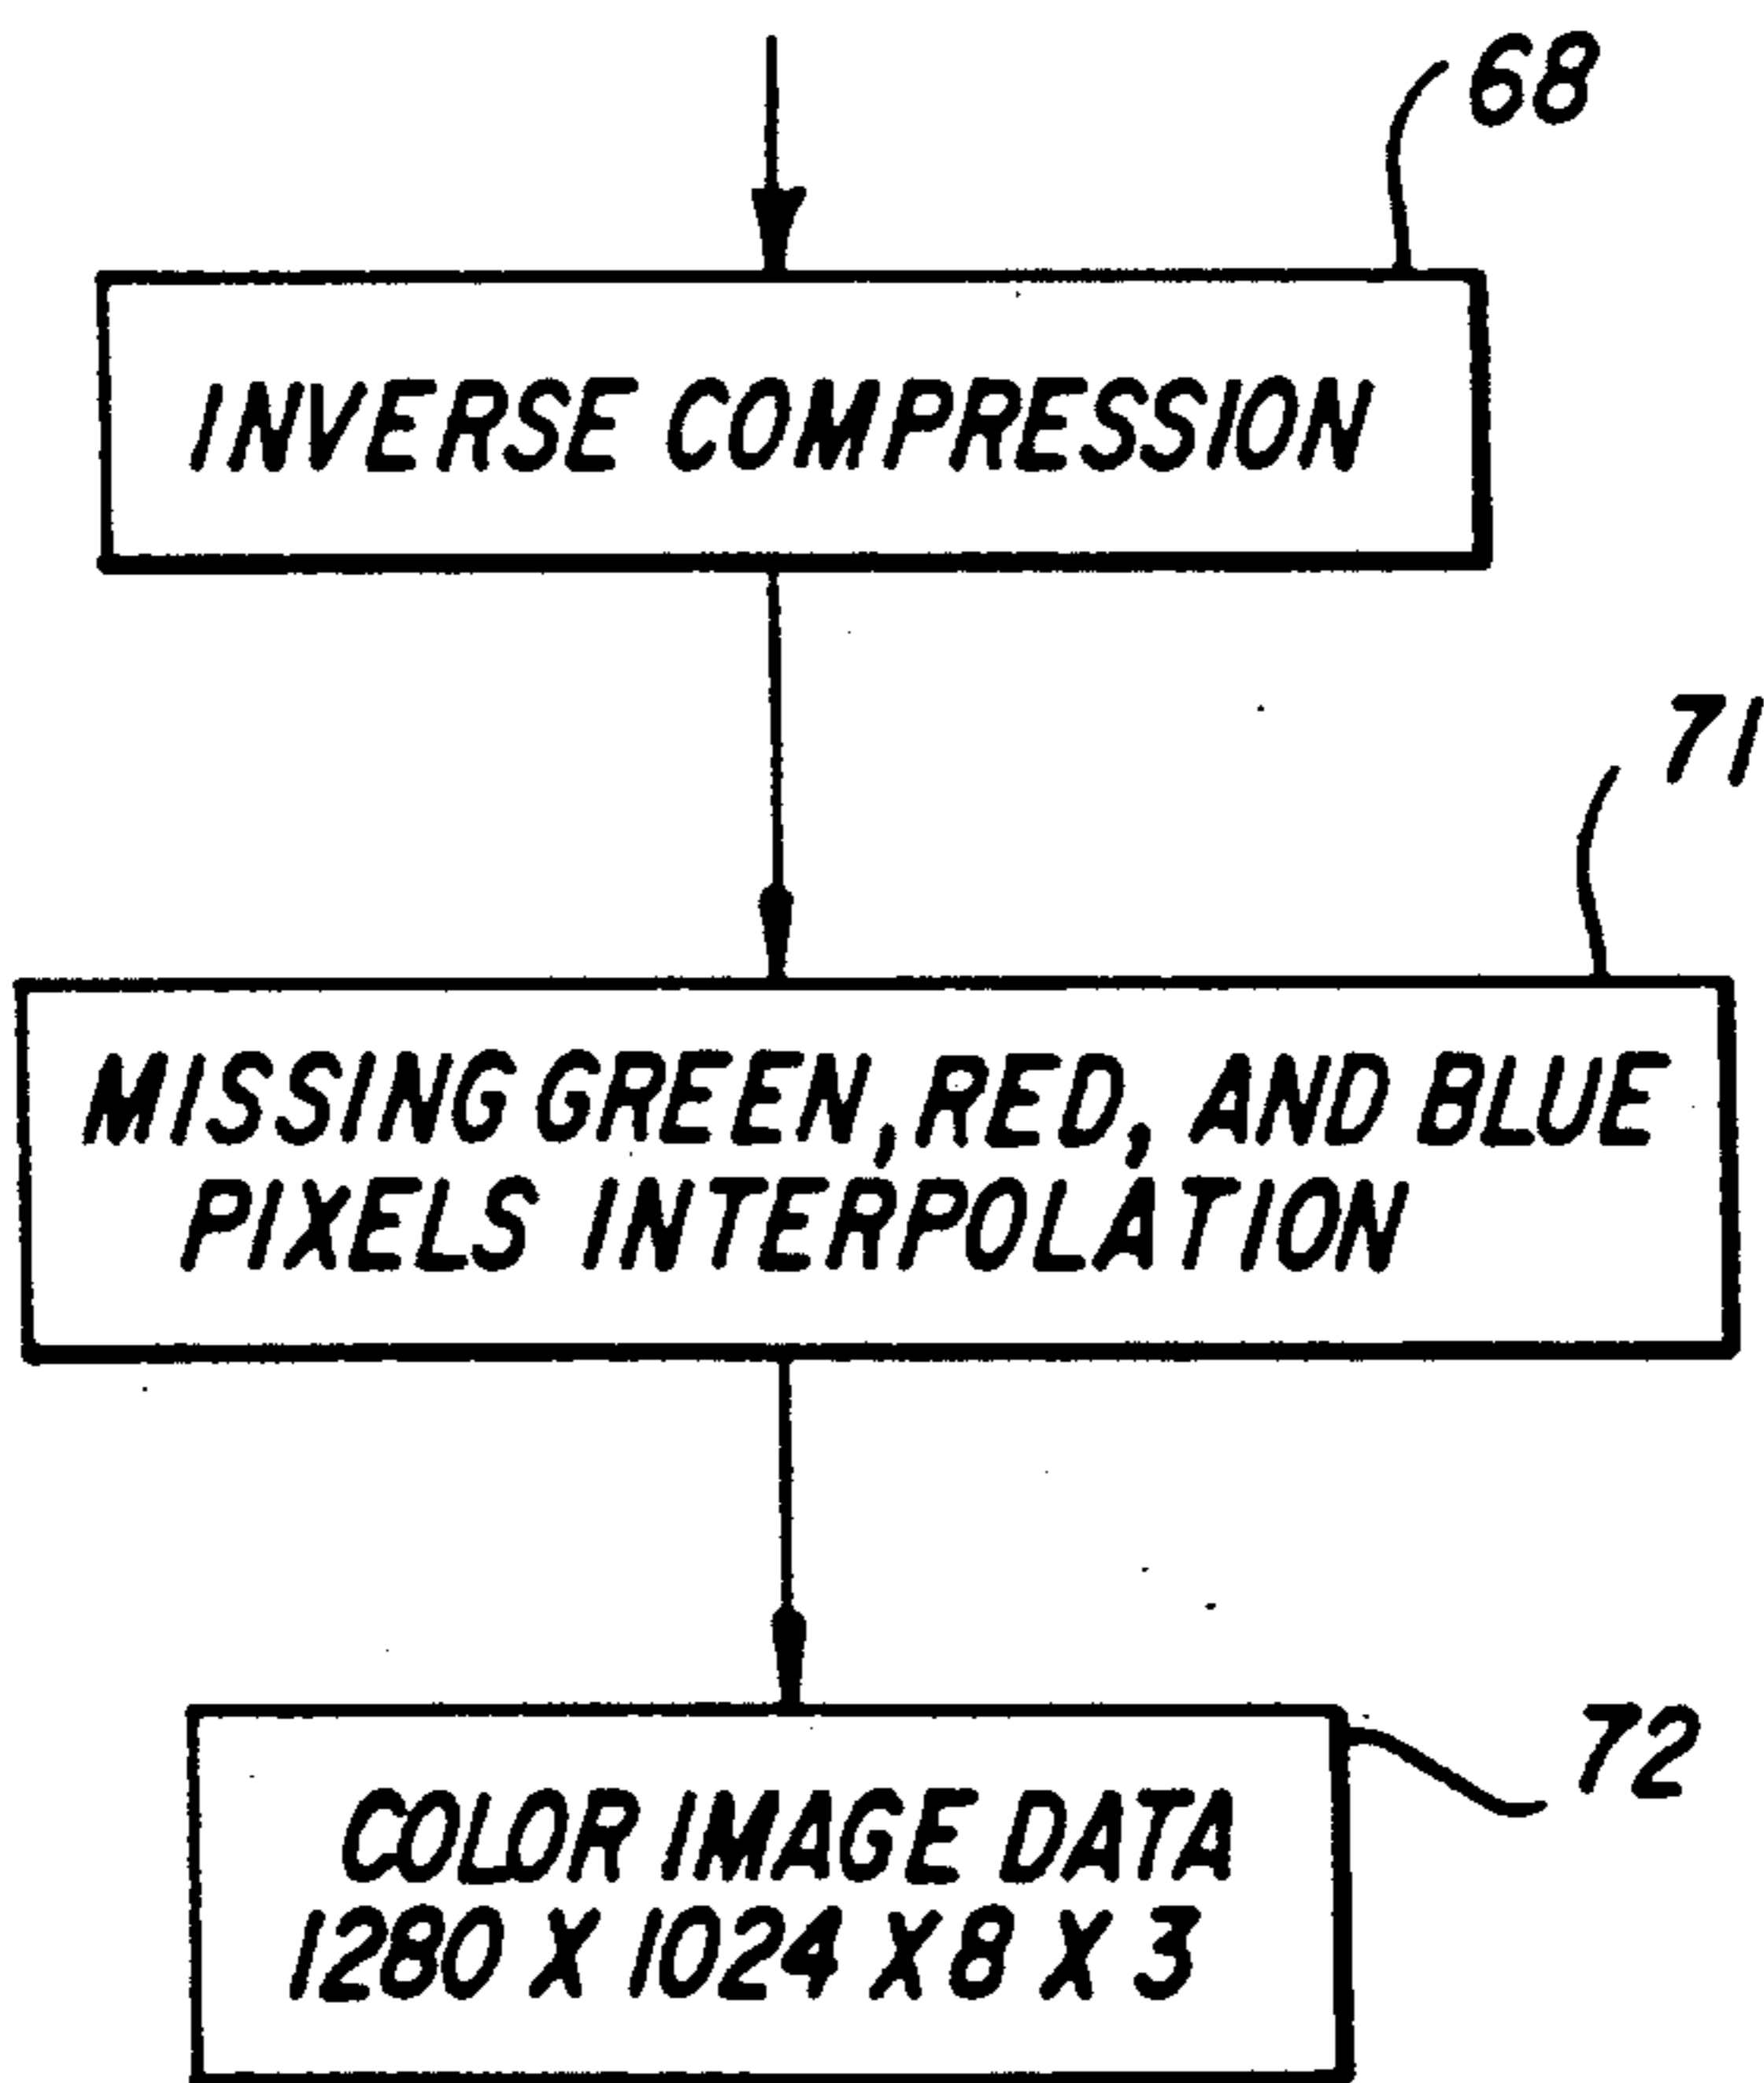 68
INVERSE COMPRESSION
71
MISSING GREEN, RED, AND BLUE
PIXELS INTERPOLATION
72
COLOR IMAGE DATA
1280 X 1024 X 8 X 3